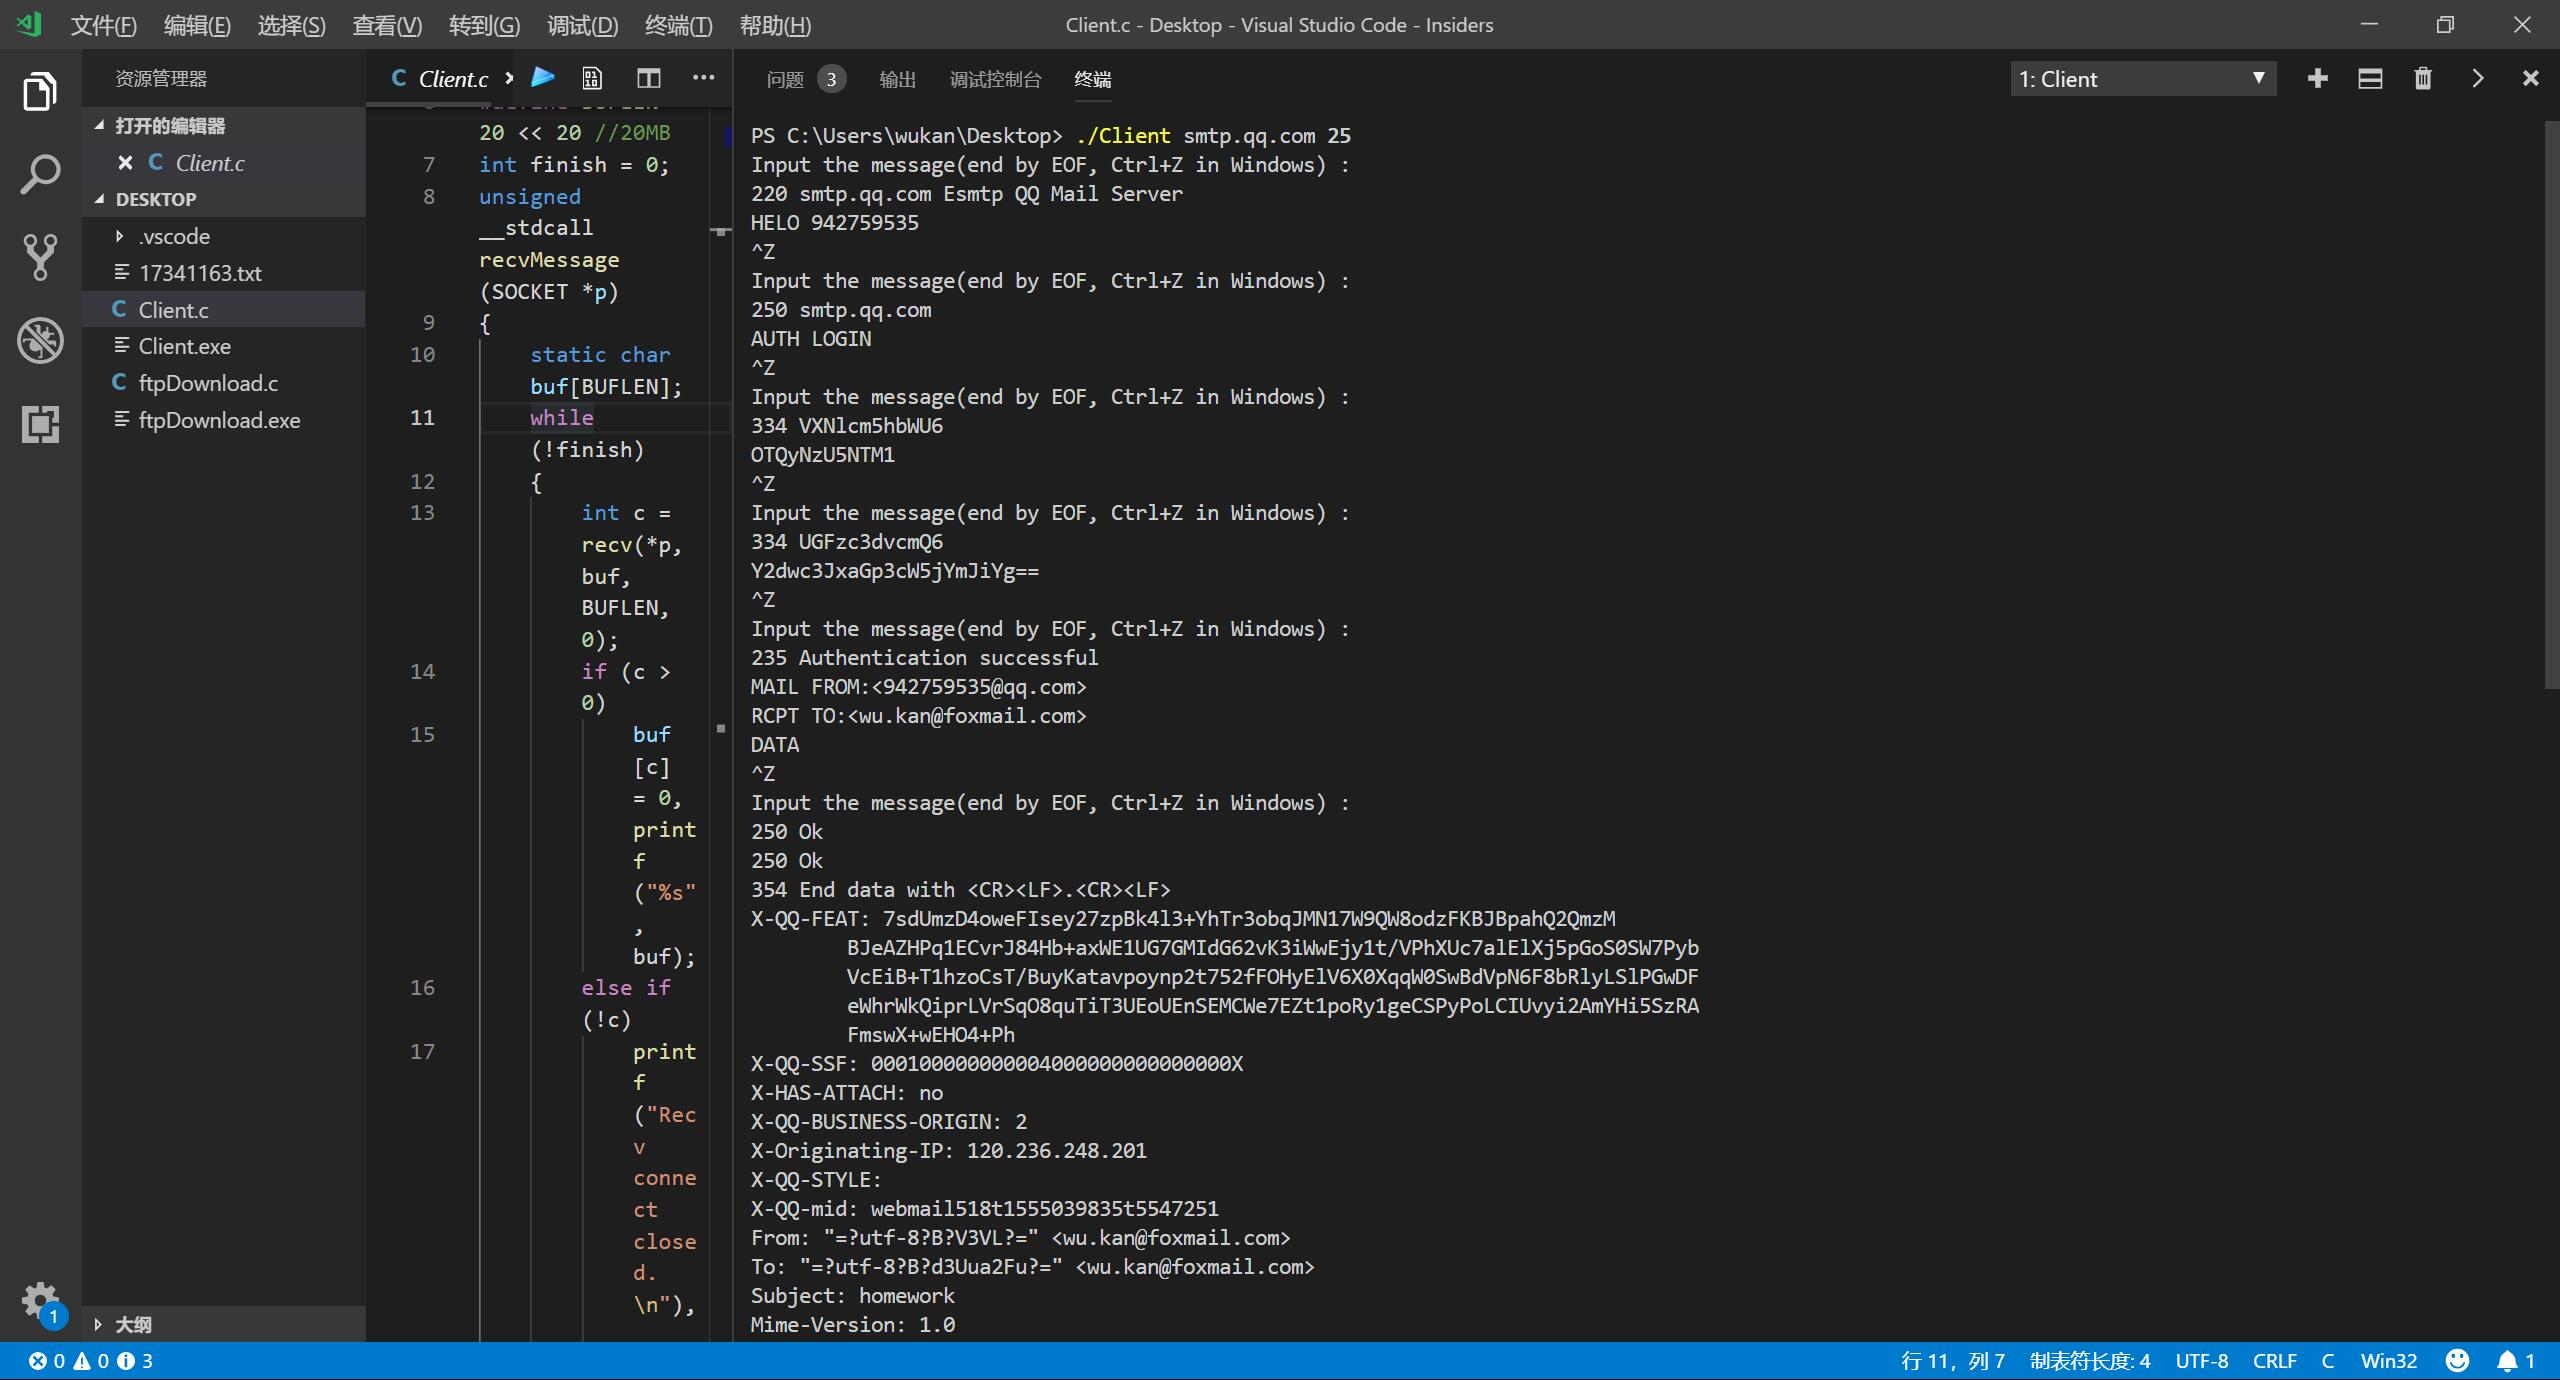 文件(F) 编辑(E) 选择(S) 查看(V) 转到(G) 调试(D) 终端(T) 帮助(H)
Client.c - Desktop - Visual Studio Code - Insiders
资源管理器
打开的编辑器
C Client.c
DESKTOP
.vscode
17341163.txt
C Client.c
Client.exe
C ftpDownload.c
ftpDownload.exe
大纲
C Client.c
20 << 20 //20MB
7 int finish = 0;
8 unsigned
__stdcall
recvMessage
(SOCKET *p)
9 {
10 static char
buf[BUFLEN];
11 while
(!finish)
12 {
13 int c =
recv(*p,
buf,
BUFLEN,
0);
14 if (c >
0)
15 buf
[c]
= 0,
print
f
("%s"
,
buf);
16 else if
(!c)
17 print
f
("Rec
v
conne
ct
close
d.
\n"),
问题 3 输出 调试控制台 终端
1: Client
PS C:\Users\wukan\Desktop> ./Client smtp.qq.com 25
Input the message(end by EOF, Ctrl+Z in Windows) :
220 smtp.qq.com Esmtp QQ Mail Server
HELO 942759535
^Z
Input the message(end by EOF, Ctrl+Z in Windows) :
250 smtp.qq.com
AUTH LOGIN
^Z
Input the message(end by EOF, Ctrl+Z in Windows) :
334 VXNlcm5hbWU6
OTQyNzU5NTM1
^Z
Input the message(end by EOF, Ctrl+Z in Windows) :
334 UGFzc3dvcmQ6
Y2dwc3JxaGp3cW5jYmJiYg==
^Z
Input the message(end by EOF, Ctrl+Z in Windows) :
235 Authentication successful
MAIL FROM:<942759535@qq.com>
RCPT TO:<wu.kan@foxmail.com>
DATA
^Z
Input the message(end by EOF, Ctrl+Z in Windows) :
250 Ok
250 Ok
354 End data with <CR><LF>.<CR><LF>
X-QQ-FEAT: 7sdUmzD4oweFIsey27zpBk4l3+YhTr3obqJMN17W9QW8odzFKBJBpahQ2QmzM
BJeAZHPq1ECvrJ84Hb+axWE1UG7GMIdG62vK3iWwEjy1t/VPhXUc7alElXj5pGoS0SW7Pyb
VcEiB+T1hzoCsT/BuyKatavpoynp2t752fFOHyElV6X0XqqW0SwBdVpN6F8bRlyLSlPGwDF
eWhrWkQiprLVrSqO8quTiT3UEoUEnSEMCWe7EZt1poRy1geCSPyPoLCIUvyi2AmYHi5SzRA
FmswX+wEHO4+Ph
X-QQ-SSF: 000100000000004000000000000000X
X-HAS-ATTACH: no
X-QQ-BUSINESS-ORIGIN: 2
X-Originating-IP: 120.236.248.201
X-QQ-STYLE:
X-QQ-mid: webmail518t1555039835t5547251
From: "=?utf-8?B?V3VL?=" <wu.kan@foxmail.com>
To: "=?utf-8?B?d3Uua2Fu?=" <wu.kan@foxmail.com>
Subject: homework
Mime-Version: 1.0
1
0 0 3
行 11，列 7 制表符长度: 4 UTF-8 CRLF C Win32 1